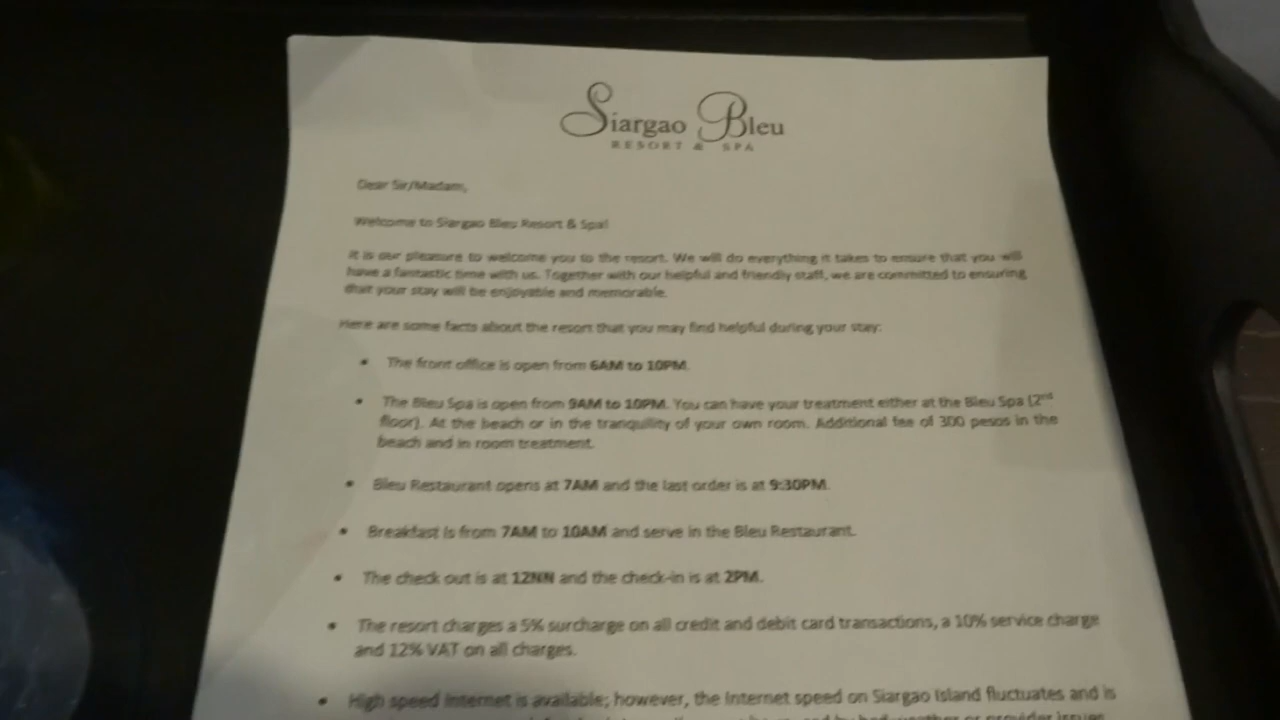 Siargao Bleu
RESORT & SPA
Dear Sir/Madam,
Welcome to Siargao Bleu Resort & Spa!
It is our pleasure to welcome you to the resort. We will do everything it takes to ensure that you will
have a fantastic time with us. Together with our helpful and friendly staff, we are committed to ensuring
that your stay will be enjoyable and memorable.
Here are some facts about the resort that you may find helpful during your stay:
• The front office is open from 6AM to 10PM.
• The Bleu Spa is open from 9AM to 10PM. You can have your treatment either at the Bleu Spa (2nd
floor). At the beach or in the tranquility of your own room. Additional fee of 300 pesos in the
beach and in room treatment.
• Bleu Restaurant opens at 7AM and the last order is at 9:30PM.
• Breakfast is from 7AM to 10AM and serve in the Bleu Restaurant.
• The check out is at 12NN and the check-in is at 2PM.
• The resort charges a 5% surcharge on all credit and debit card transactions, a 10% service charge
and 12% VAT on all charges.
• High speed Internet is available; however, the Internet speed on Siargao Island fluctuates and is